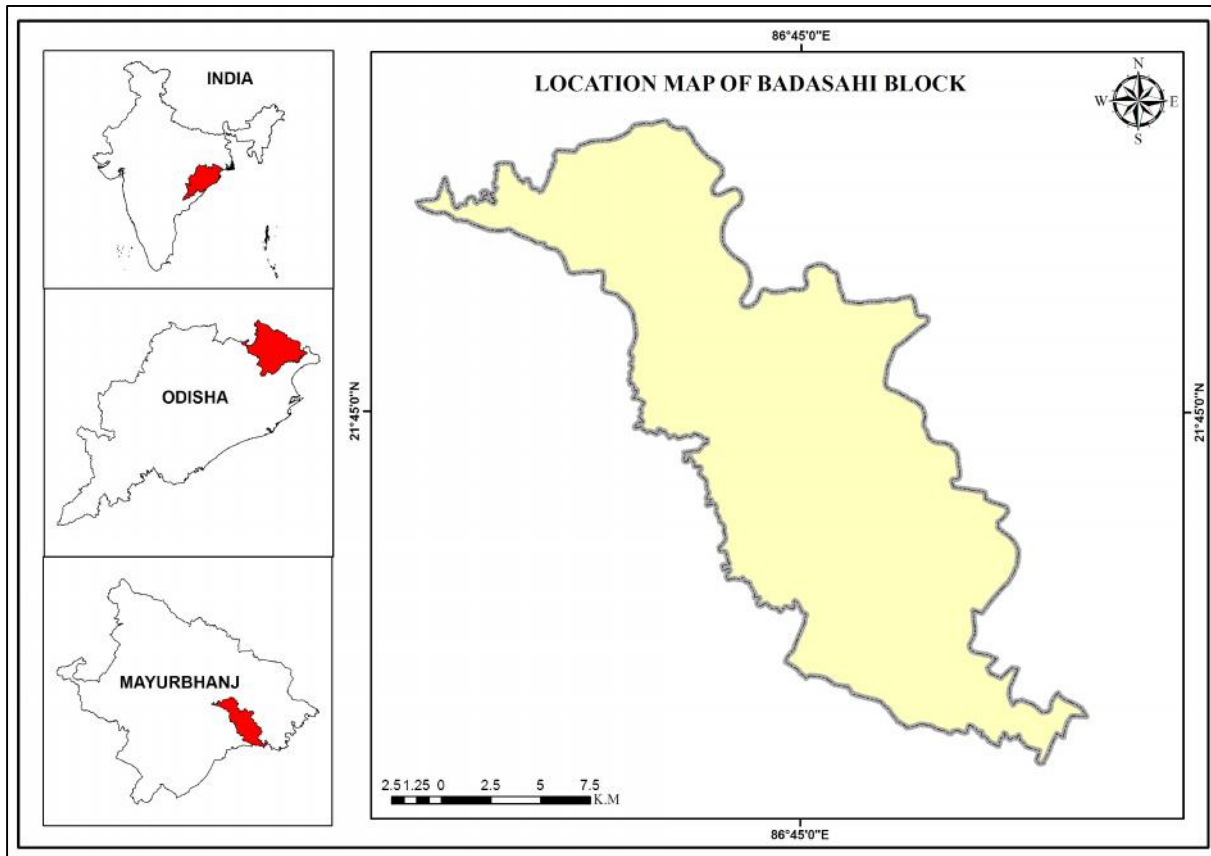 86°45'0"E
INDIA
LOCATION MAP OF BADASAHI BLOCK
N
W E
S
ODISHA
21°45'0"N
21°45'0"N
MAYURBHANJ
2.5 1.25 0 2.5 5 7.5
K.M
86°45'0"E